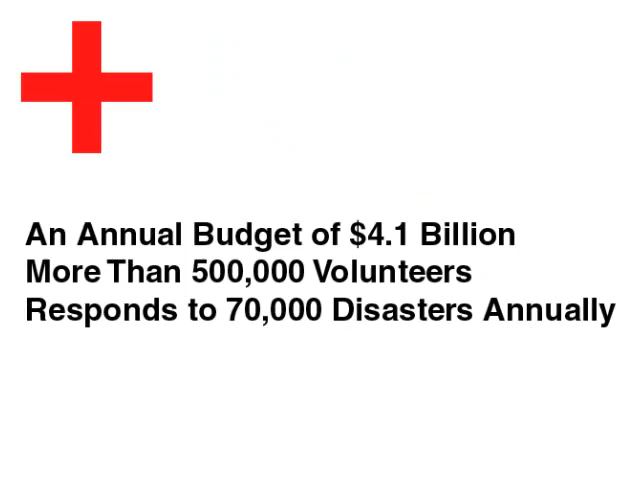 An Annual Budget of $4.1 Billion
More Than 500,000 Volunteers
Responds to 70,000 Disasters Annually